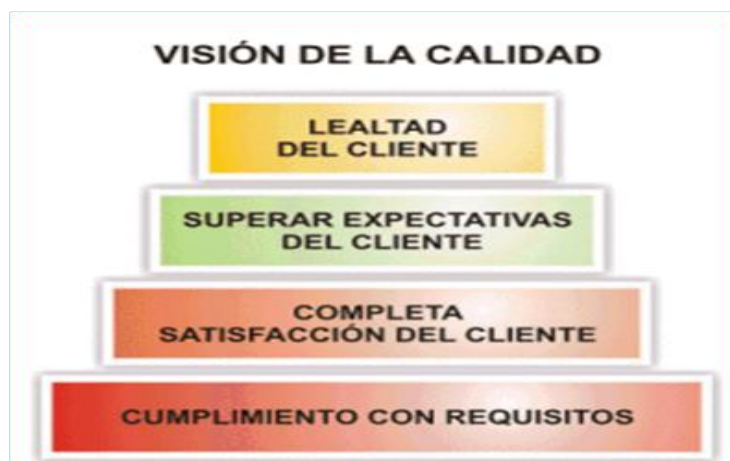 VISIÓN DE LA CALIDAD
LEALTAD
DEL CLIENTE
SUPERAR EXPECTATIVAS
DEL CLIENTE
COMPLETA
SATISFACCIÓN DEL CLIENTE
CUMPLIMIENTO CON REQUISITOS